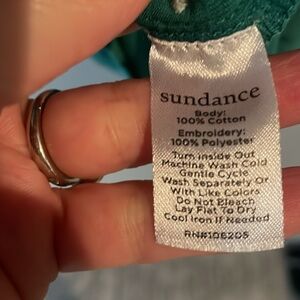 sundance
Body:
100% Cotton
Embroidery:
100% Polyester
Turn Inside Out
Machine Wash Cold
Gentle Cycle
Wash Separately Or
With Like Colors
Do Not Bleach
Lay Flat To Dry
Cool Iron If Needed
RN#106205